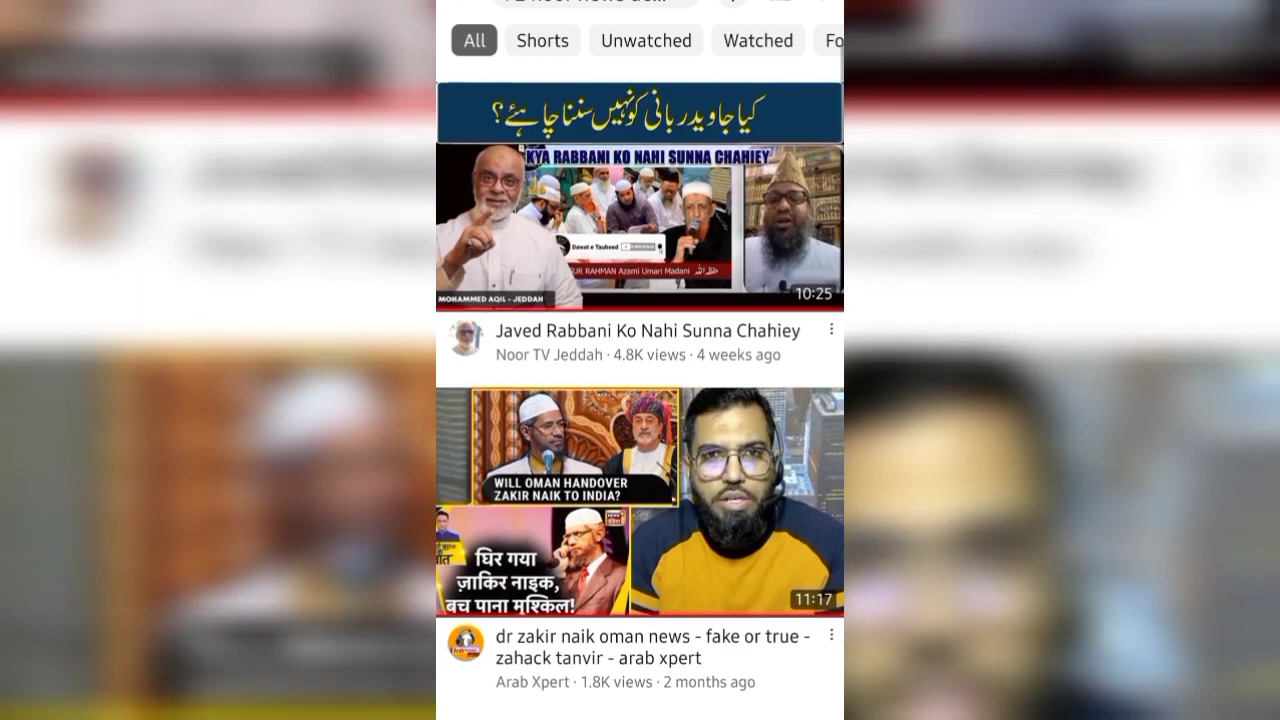 All
Shorts
Unwatched
Watched
Fo
کیا جاوید ربانی کو نہیں سننا چاہئے؟
KYA RABBANI KO NAHI SUNNA CHAHIEY
Dawat e Tauheed
UR RAHMAN Azami Umari Madani حفظہ اللہ
MOHAMMED AQIL - JEDDAH
10:25
Javed Rabbani Ko Nahi Sunna Chahiey
Noor TV Jeddah · 4.8K views · 4 weeks ago
WILL OMAN HANDOVER
ZAKIR NAIK TO INDIA?
घिर गया
ज़ाकिर नाइक,
बच पाना मुश्किल!
11:17
dr zakir naik oman news - fake or true -
zahack tanvir - arab xpert
Arab Xpert · 1.8K views · 2 months ago